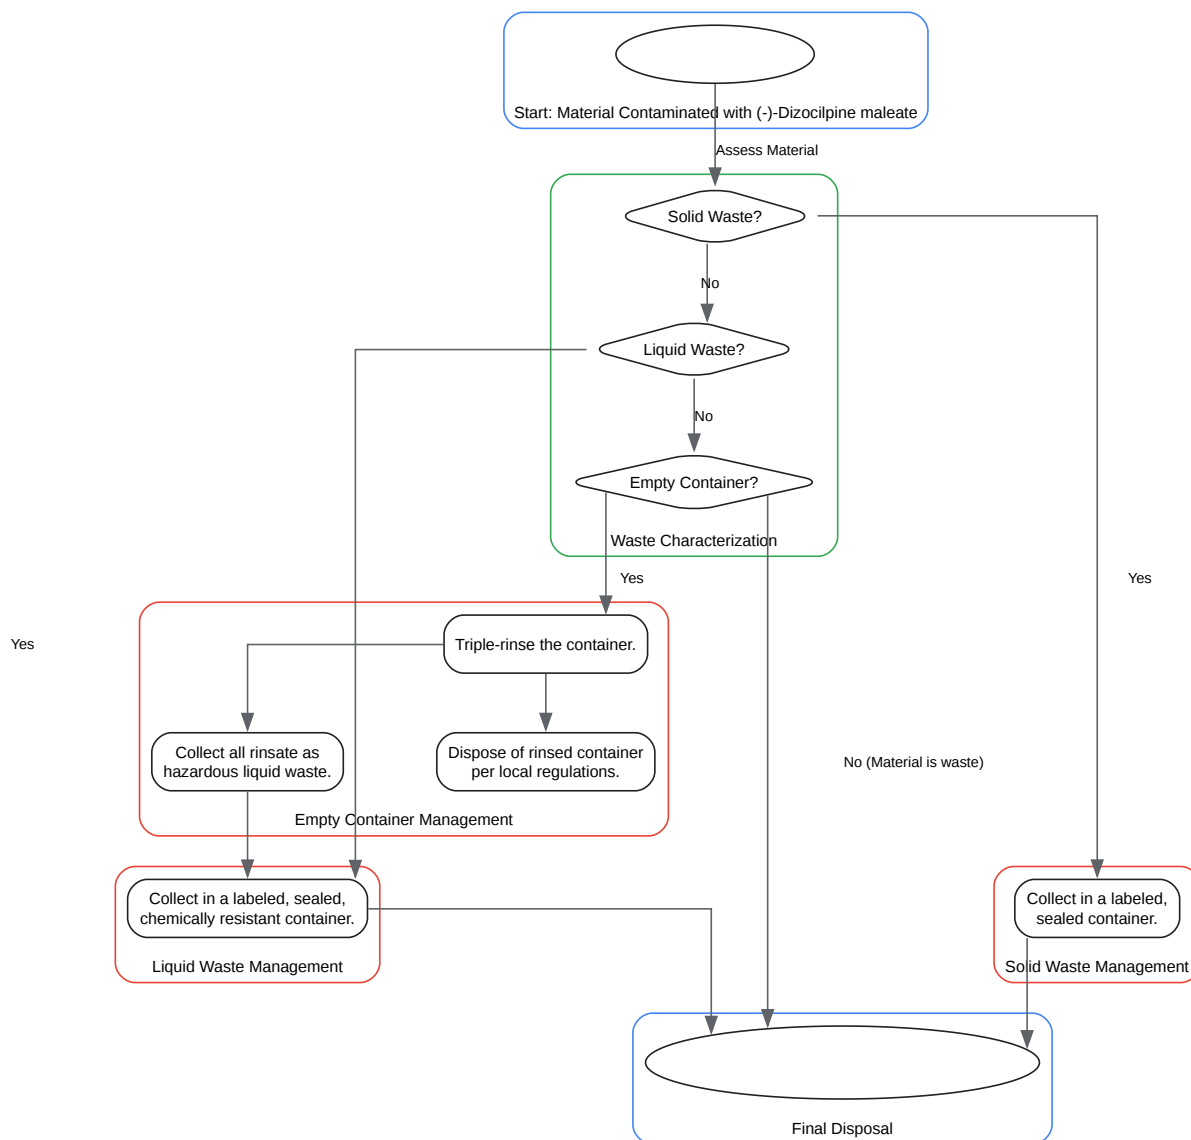 Start: Material Contaminated with (-)-Dizocilpine maleate
Assess Material
Solid Waste?
No
Liquid Waste?
No
Empty Container?
Waste Characterization
Yes
Yes
Yes
Triple-rinse the container.
Collect all rinsate as
hazardous liquid waste.
Dispose of rinsed container
per local regulations.
No (Material is waste)
Empty Container Management
Collect in a labeled, sealed,
chemically resistant container.
Liquid Waste Management
Collect in a labeled,
sealed container.
Solid Waste Management
Final Disposal